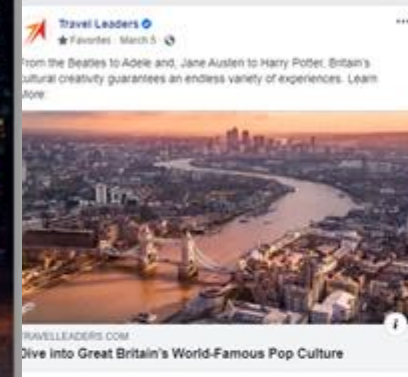 Travel Leaders
Favorites · March 5 ·
From the Beatles to Adele and, Jane Austen to Harry Potter, Britain's
cultural creativity guarantees an endless variety of experiences. Learn
More:
TRAVELLEADERS.COM
Dive into Great Britain's World-Famous Pop Culture